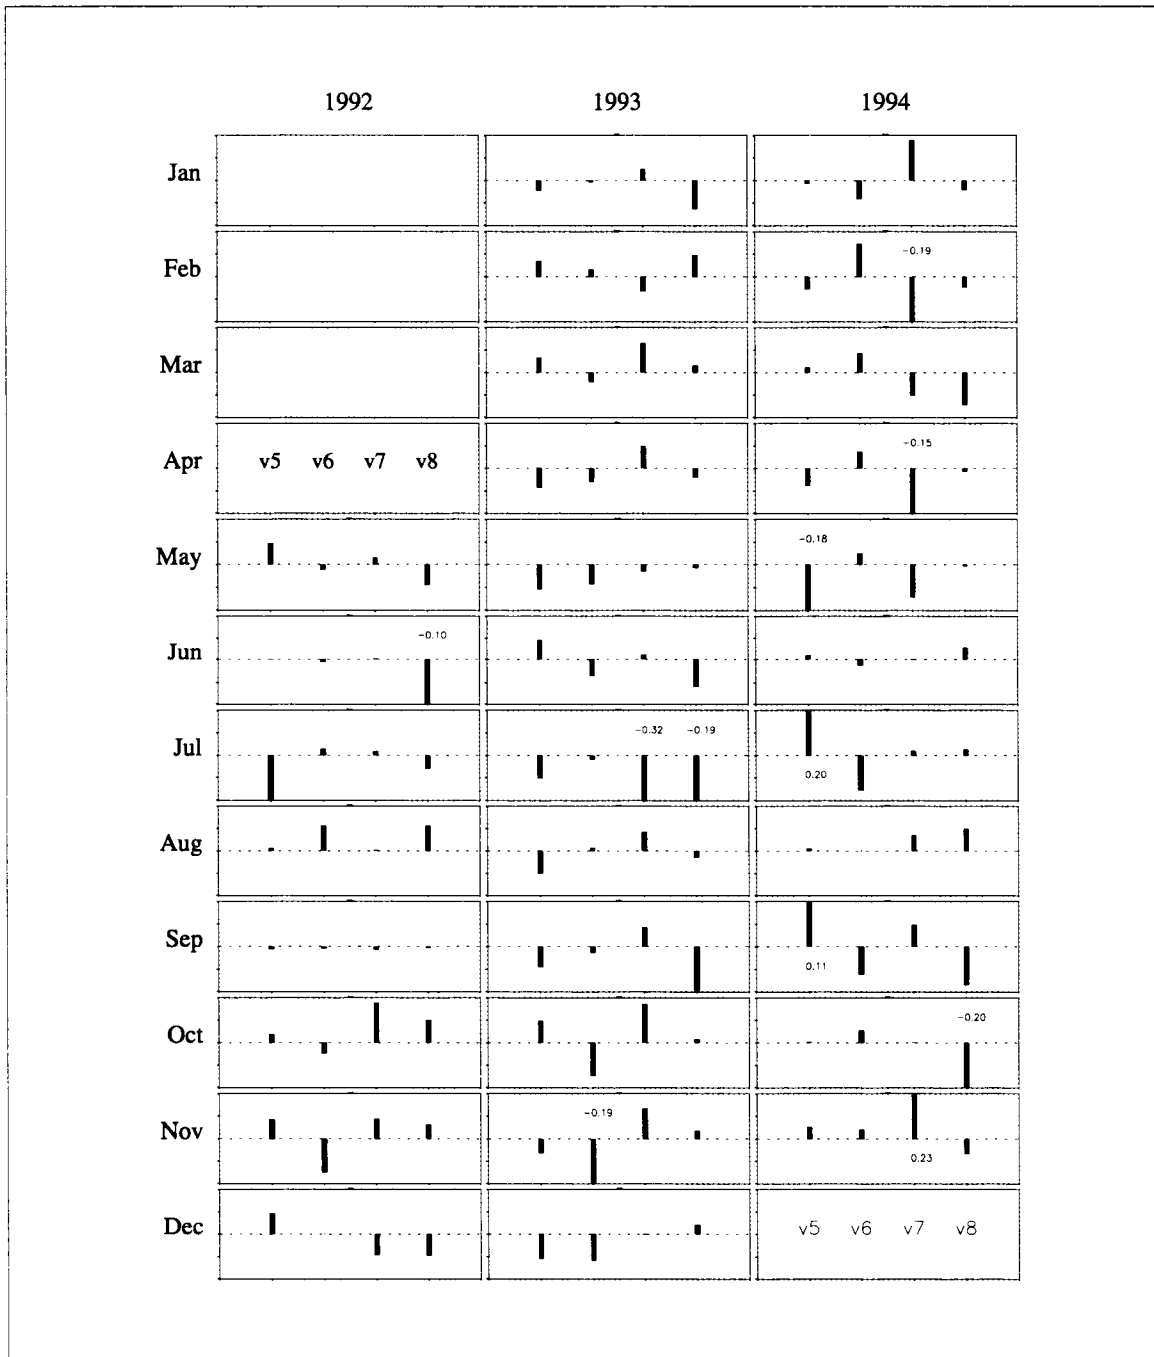 1992 1993 1994
Jan
Feb -0.19
Mar
Apr v5 v6 v7 v8 -0.15
May -0.18
Jun -0.10
Jul -0.32 -0.19 0.20
Aug
Sep 0.11
Oct -0.20
Nov -0.19 0.23
Dec v5 v6 v7 v8